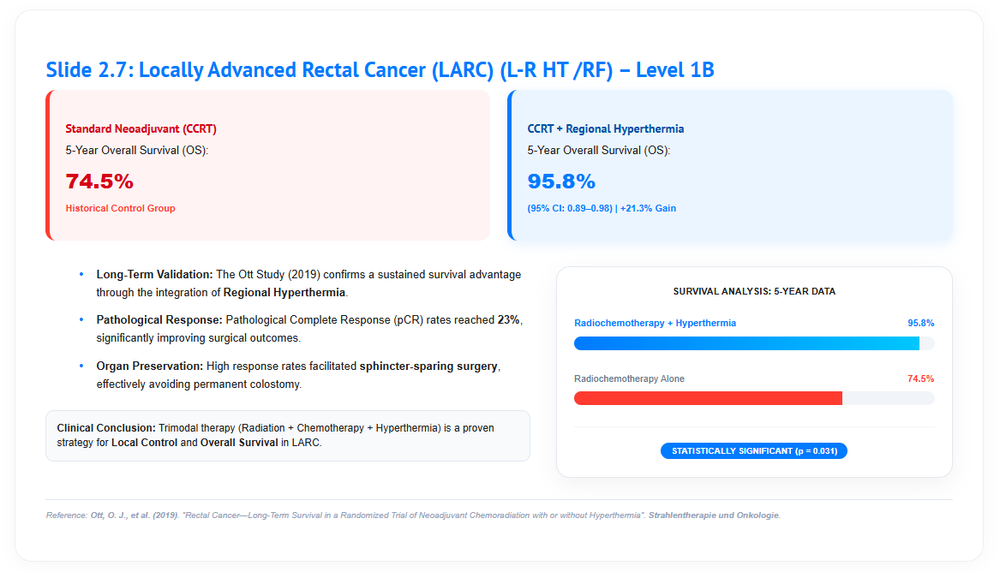 Slide 2.7: Locally Advanced Rectal Cancer (LARC) (L-R HT /RF) – Level 1B
Standard Neoadjuvant (CCRT)
5-Year Overall Survival (OS):
74.5%
Historical Control Group
CCRT + Regional Hyperthermia
5-Year Overall Survival (OS):
95.8%
(95% CI: 0.89–0.98) | +21.3% Gain
• Long-Term Validation: The Ott Study (2019) confirms a sustained survival advantage
through the integration of Regional Hyperthermia.
• Pathological Response: Pathological Complete Response (pCR) rates reached 23%,
significantly improving surgical outcomes.
• Organ Preservation: High response rates facilitated sphincter-sparing surgery,
effectively avoiding permanent colostomy.
Clinical Conclusion: Trimodal therapy (Radiation + Chemotherapy + Hyperthermia) is a proven
strategy for Local Control and Overall Survival in LARC.
SURVIVAL ANALYSIS: 5-YEAR DATA
Radiochemotherapy + Hyperthermia 95.8%
Radiochemotherapy Alone 74.5%
STATISTICALLY SIGNIFICANT (p = 0.031)
Reference: Ott, O. J., et al. (2019). "Rectal Cancer—Long-Term Survival in a Randomized Trial of Neoadjuvant Chemoradiation with or without Hyperthermia". Strahlentherapie und Onkologie.